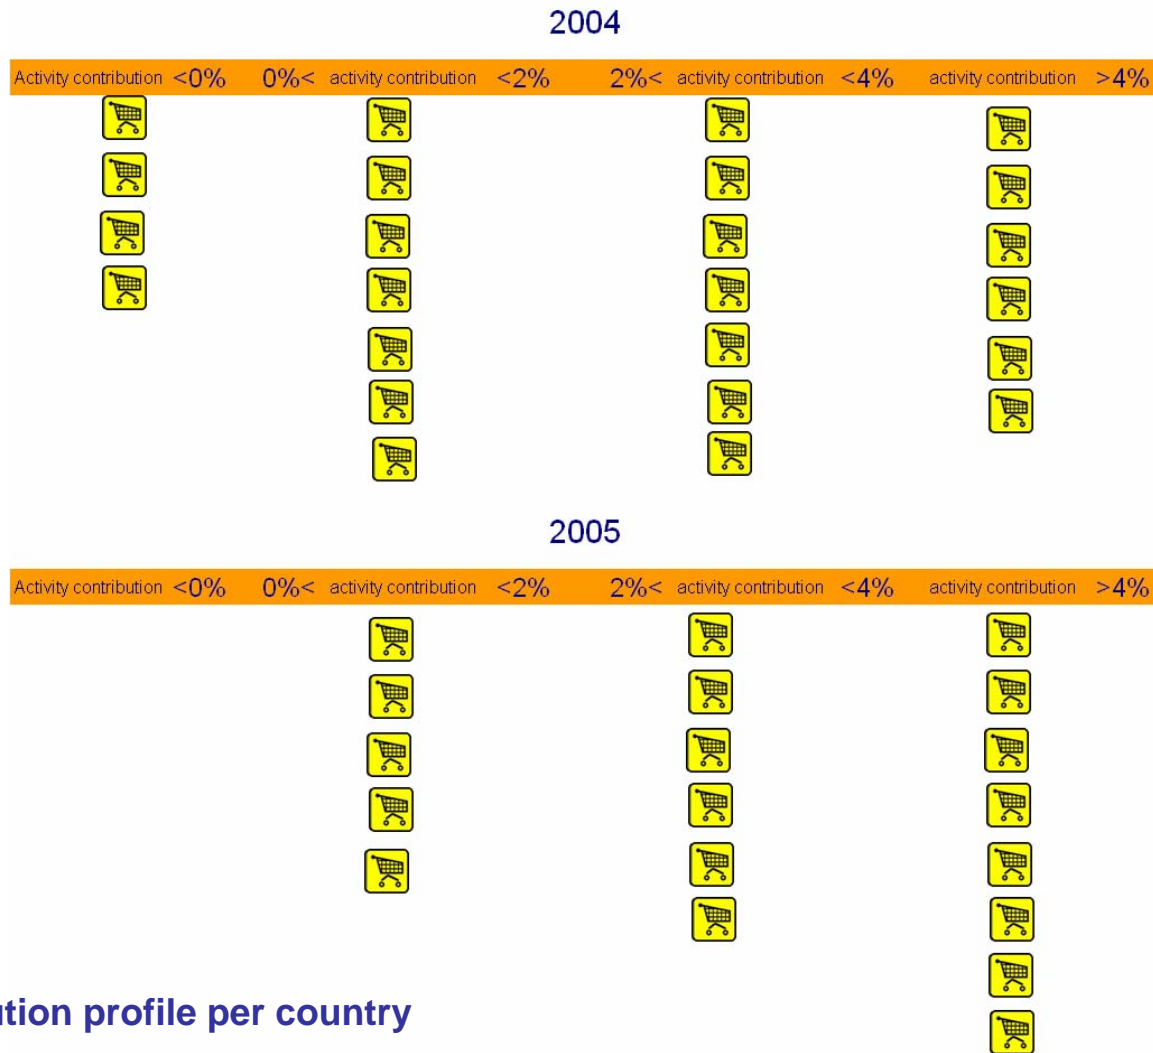 2004
Activity contribution <0% 0%< activity contribution <2% 2%< activity contribution <4% activity contribution >4%
2005
Activity contribution <0% 0%< activity contribution <2% 2%< activity contribution <4% activity contribution >4%
profile per country